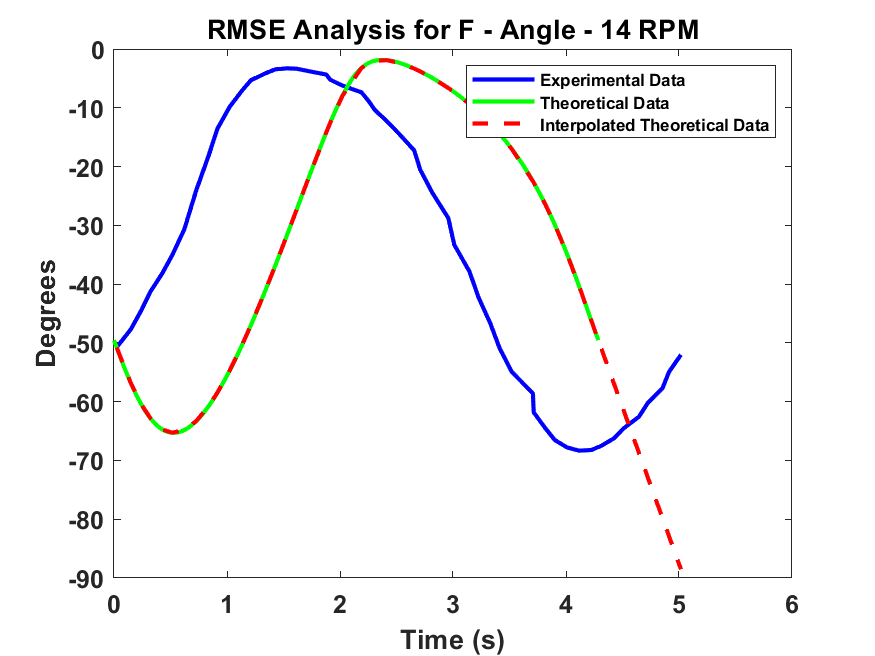 RMSE Analysis for F - Angle - 14 RPM
0
-10
-20
-30
-40
-50
-60
-70
-80
-90
Degrees
Experimental Data
Theoretical Data
Interpolated Theoretical Data
0 1 2 3 4 5 6
Time (s)